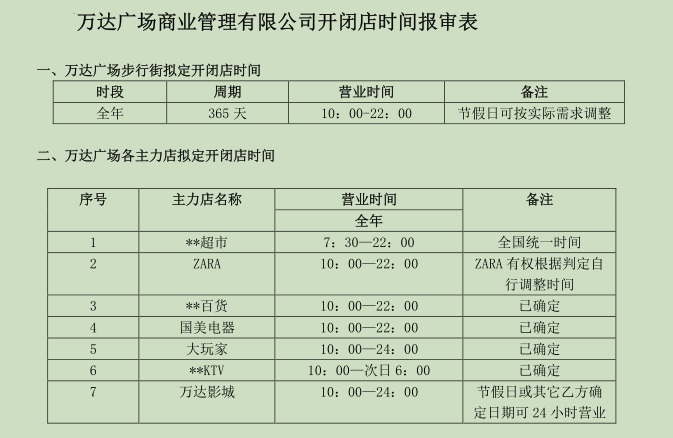 万达广场商业管理有限公司开闭店时间报审表
一、万达广场步行街拟定开闭店时间
时段 周期 营业时间 备注
全年 365天 10：00-22：00 节假日可按实际需求调整
二、万达广场各主力店拟定开闭店时间
序号 主力店名称 营业时间 备注
全年
1 **超市 7：30—22：00 全国统一时间
2 ZARA 10：00—22：00 ZARA有权根据判定自
行调整时间
3 **百货 10：00—22：00 已确定
4 国美电器 10：00—22：00 已确定
5 大玩家 10：00—24：00 已确定
6 **KTV 10：00—次日6：00 已确定
7 万达影城 10：00—24：00 节假日或其它乙方确
定日期可24小时营业